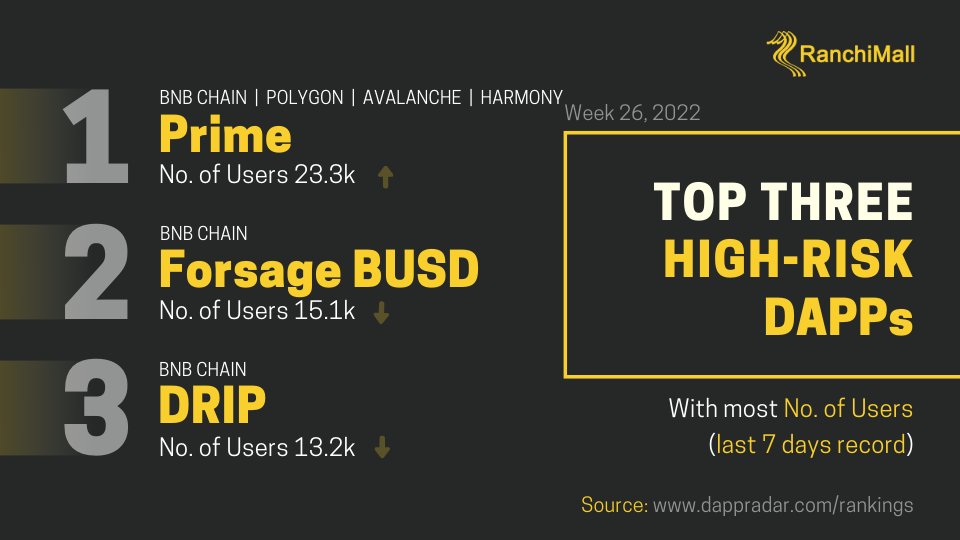 RanchiMall
Week 26, 2022
TOP THREE
HIGH-RISK
DAPPs
With most No. of Users
(last 7 days record)
1
BNB CHAIN | POLYGON | AVALANCHE | HARMONY
Prime
No. of Users 23.3k
2
BNB CHAIN
Forsage BUSD
No. of Users 15.1k
3
BNB CHAIN
DRIP
No. of Users 13.2k
Source: www.dappradar.com/rankings